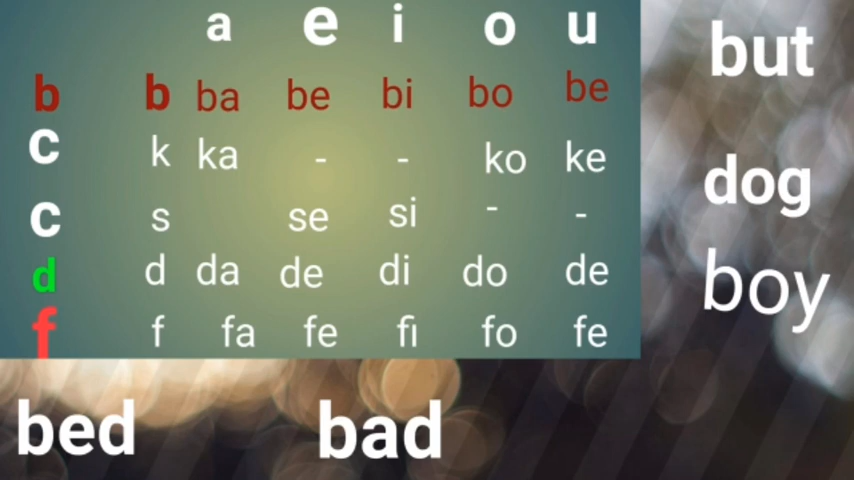 a e i o u
b b ba be bi bo be
c k ka - - ko ke
c s se si - -
d d da de di do de
f f fa fe fi fo fe
but
dog
boy
bed bad